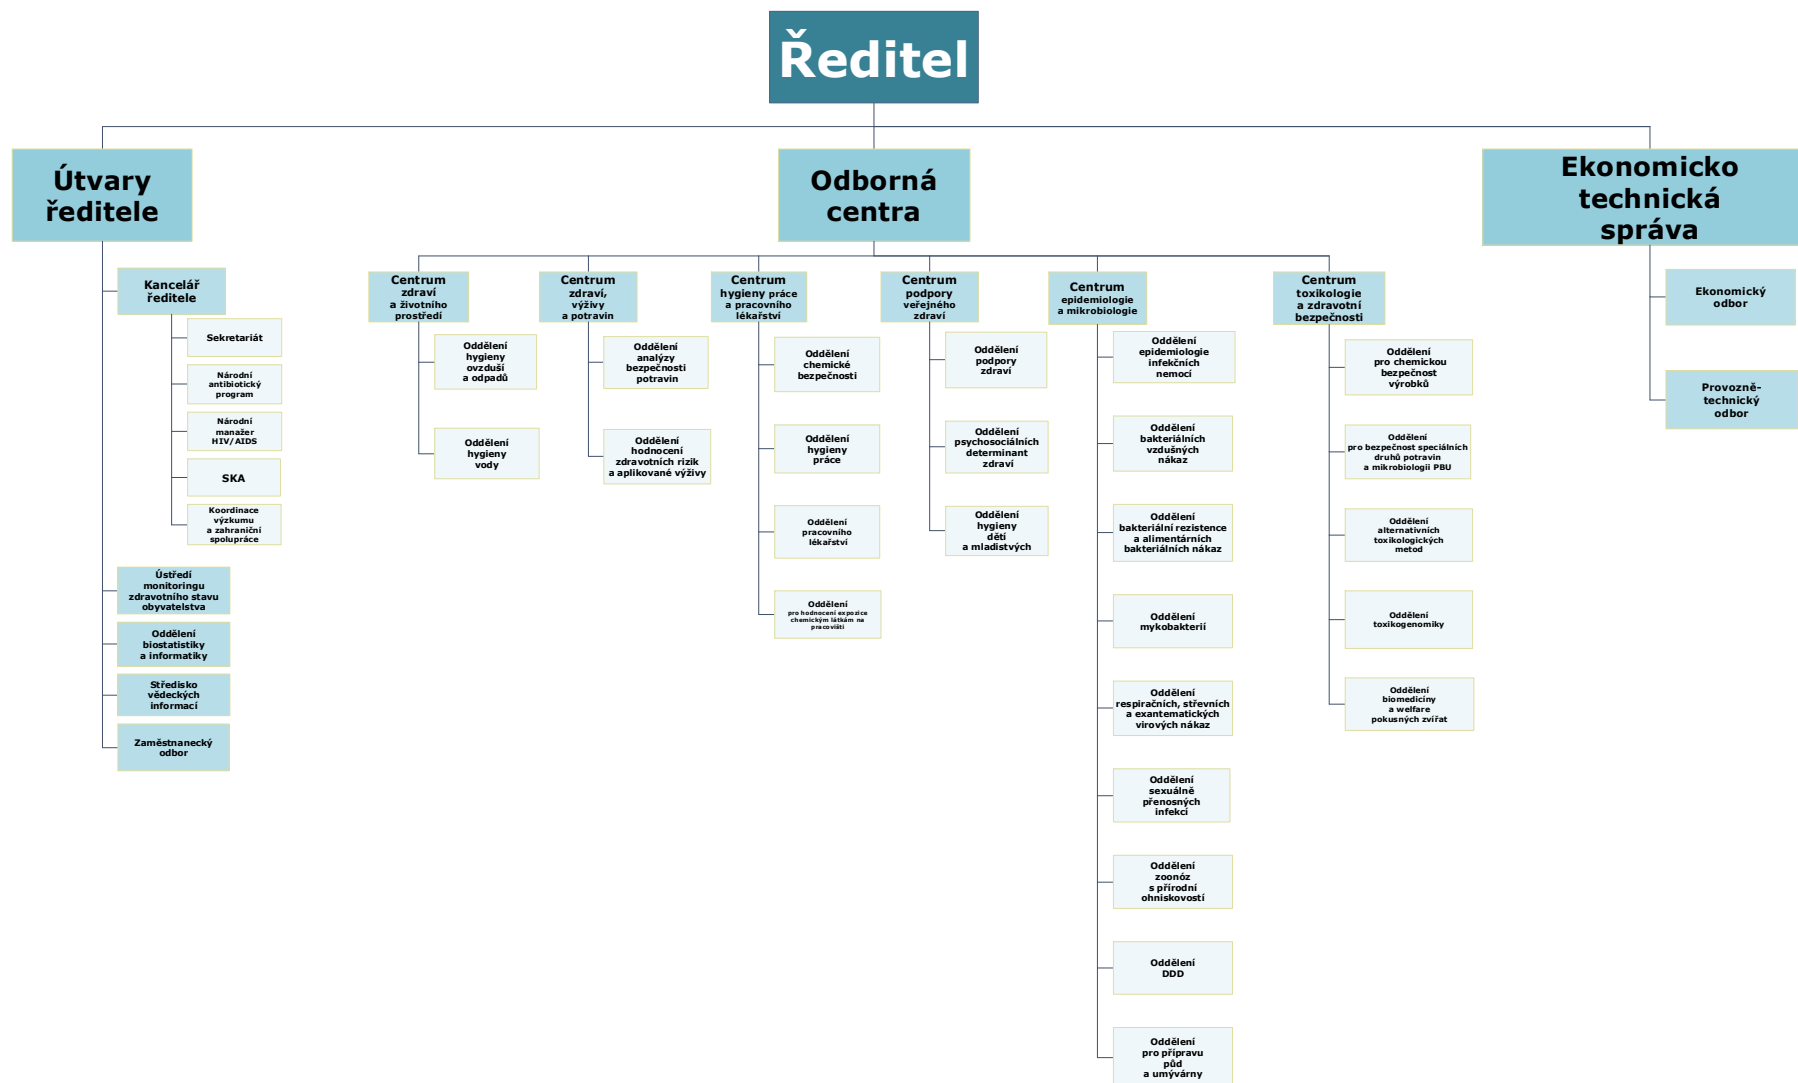 Ředitel
Útvary
ředitele
Odborná
centra
Ekonomicko
technická
správa
Kancelář
ředitele
Sekretariát
Národní
antibiotický
program
Národní
manažer
HIV/AIDS
SKA
Koordinace
výzkumu
a zahraniční
spolupráce
Ústředí
monitoringu
zdravotního stavu
obyvatelstva
Oddělení
biostatistiky
a informatiky
Středisko
vědeckých
informací
Zaměstnanecký
odbor
Centrum
zdraví
a životního
prostředí
Oddělení
hygieny
ovzduší
a odpadů
Oddělení
hygieny
vody
Centrum
zdraví,
výživy
a potravin
Oddělení
analýzy
bezpečnosti
potravin
Oddělení
hodnocení
zdravotních rizik
a aplikované výživy
Centrum
hygieny práce
a pracovního
lékařství
Oddělení
chemické
bezpečnosti
Oddělení
hygieny
práce
Oddělení
pracovního
lékařství
Oddělení
pro hodnocení expozice
chemickým látkám na
pracovišti
Centrum
podpory
veřejného
zdraví
Oddělení
podpory
zdraví
Oddělení
psychosociálních
determinant
zdraví
Oddělení
hygieny
dětí
a mladistvých
Centrum
epidemiologie
a mikrobiologie
Oddělení
epidemiologie
infekčních
nemocí
Oddělení
bakteriálních
vzdušných
nákaz
Oddělení
bakteriální rezistence
a alimentárních
bakteriálních nákaz
Oddělení
mykobakterií
Oddělení
respiračních, střevních
a exantematických
virových nákaz
Oddělení
sexuálně
přenosných
infekcí
Oddělení
zoonóz
s přírodní
ohniskovostí
Oddělení
DDD
Oddělení
pro přípravu
půd
a umývárny
Centrum
toxikologie
a zdravotní
bezpečnosti
Oddělení
pro chemickou
bezpečnost
výrobků
Oddělení
pro bezpečnost speciálních
druhů potravin
a mikrobiologii PBU
Oddělení
alternativních
toxikologických
metod
Oddělení
toxikogenomiky
Oddělení
biomedicíny
a welfare
pokusných zvířat
Ekonomický
odbor
Provozně-
technický
odbor